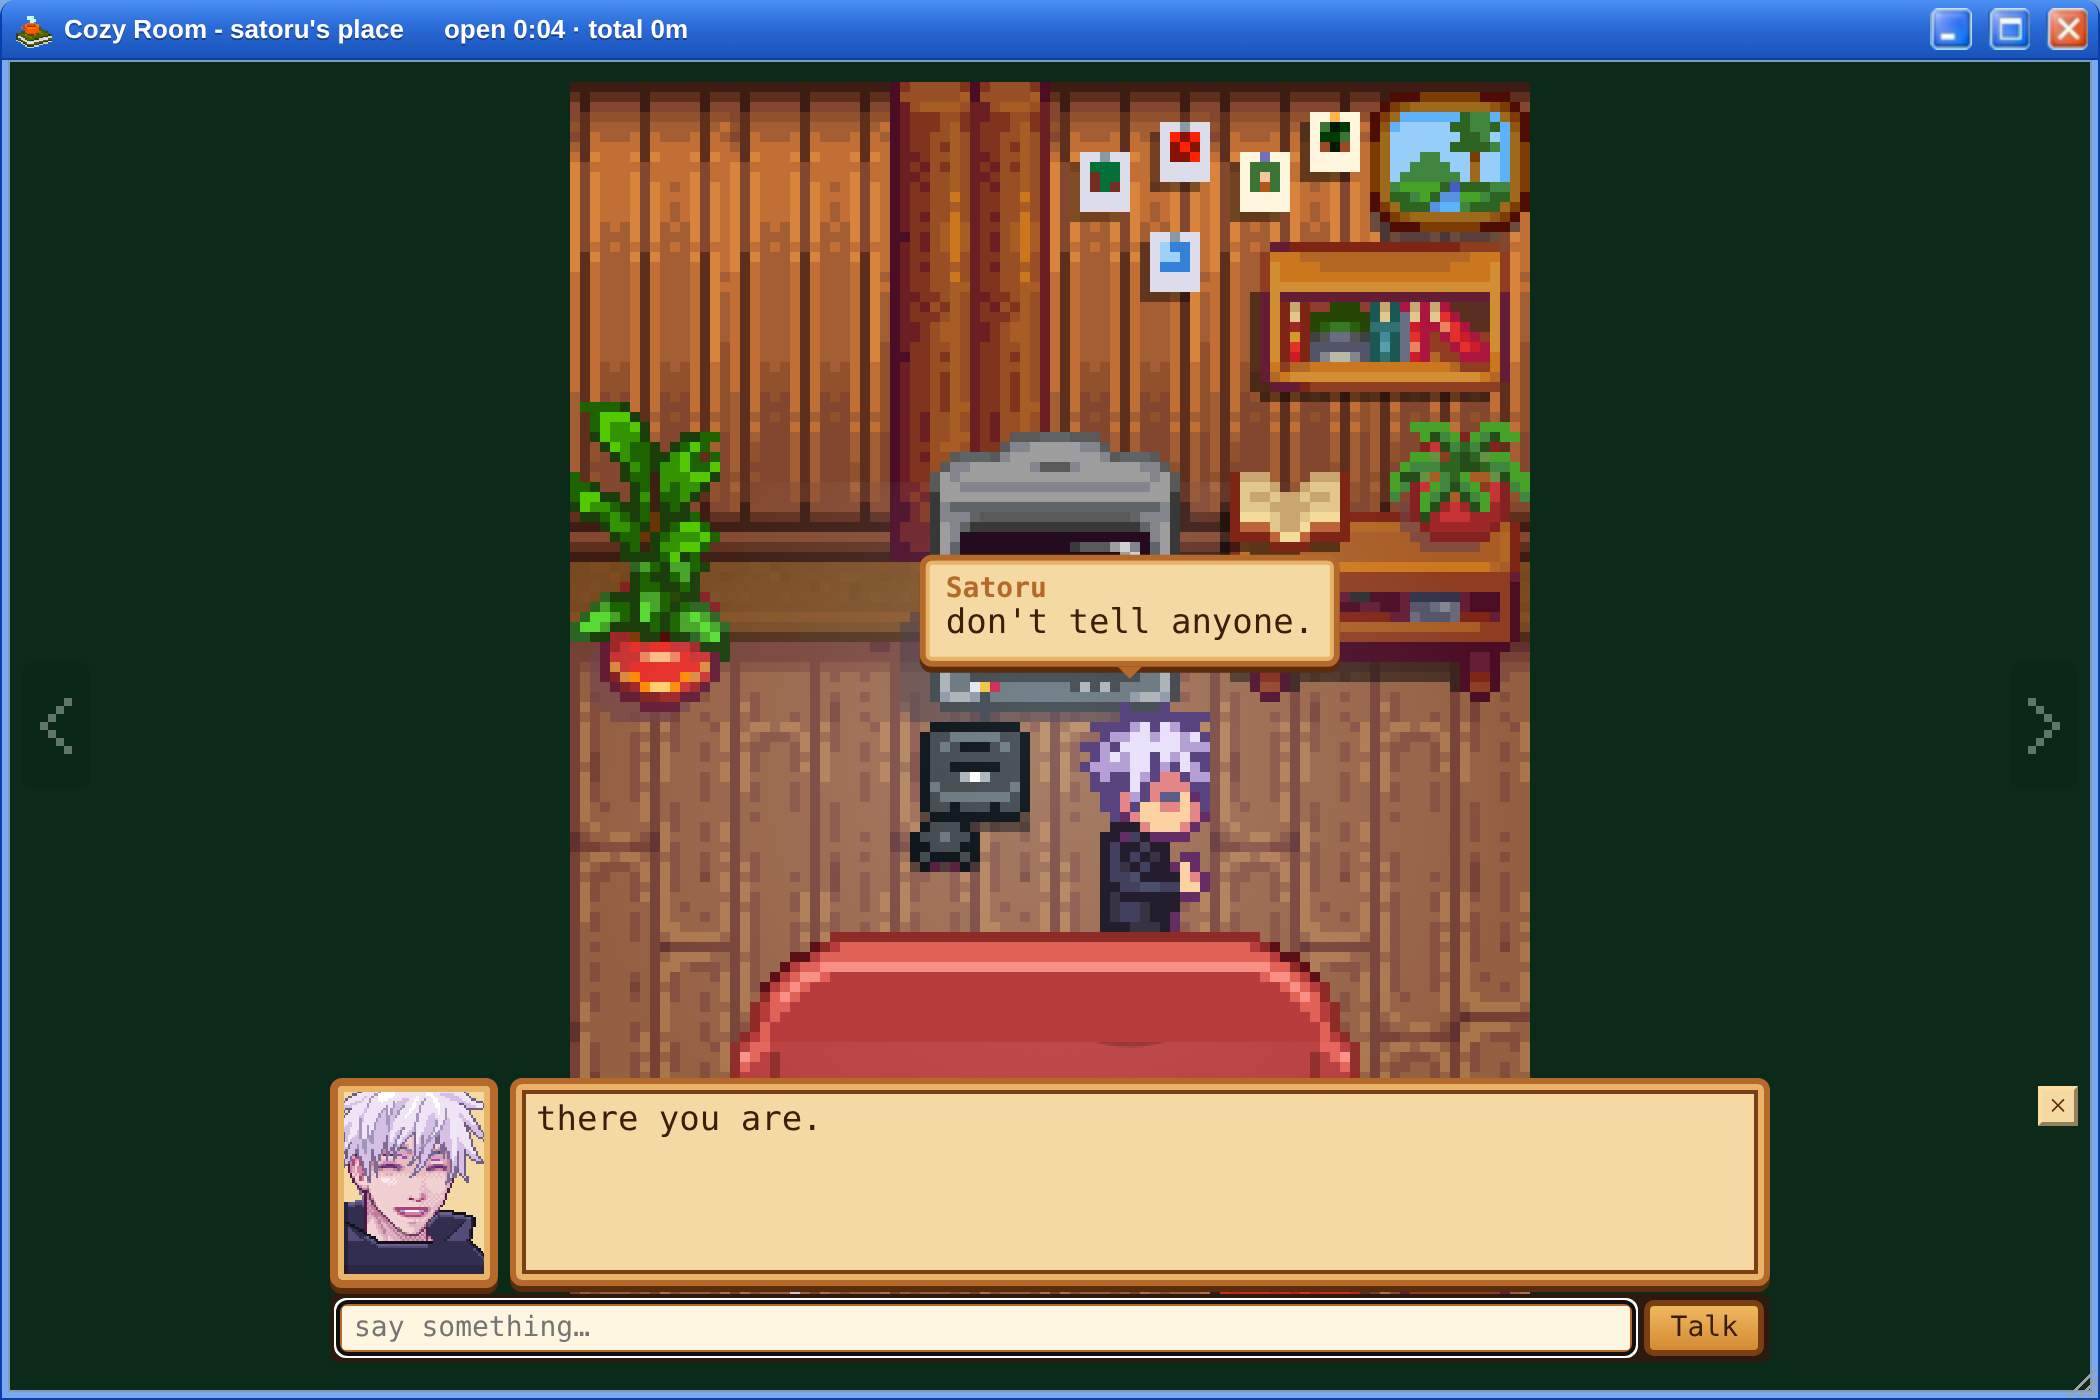 Cozy Room - satoru's place open 0:04 · total 0m
Satoru
don't tell anyone.
there you are.
say something…
Talk